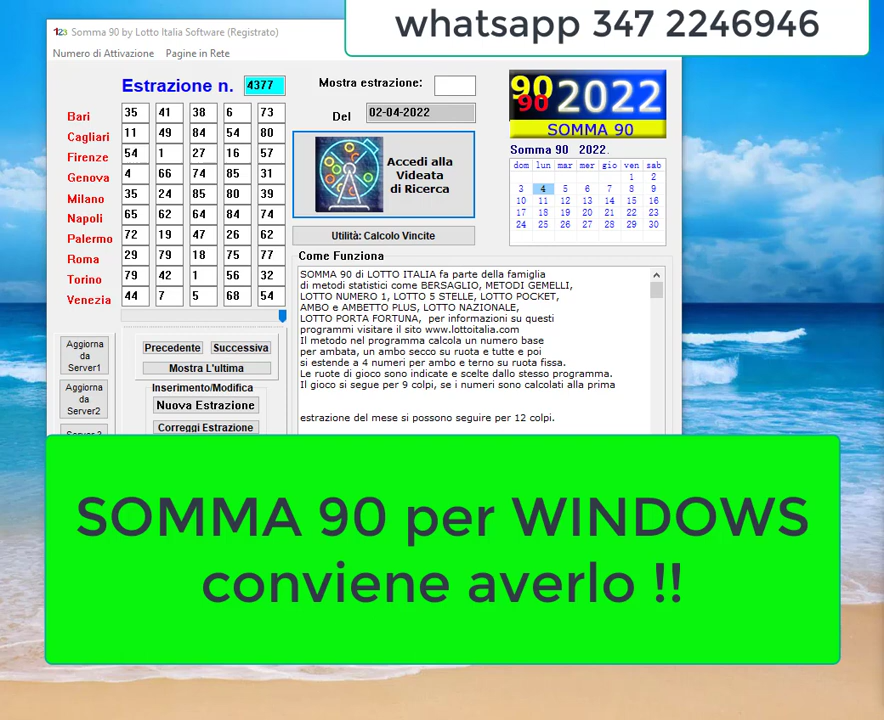 whatsapp 347 2246946
Somma 90 by Lotto Italia Software (Registrato)
Numero di Attivazione Pagine in Rete
Estrazione n. 4377
Mostra estrazione:
Del 02-04-2022
Bari 35 41 38 6 73
Cagliari 11 49 84 54 80
Firenze 54 1 27 16 57
Genova 4 66 74 85 31
Milano 35 24 85 80 39
Napoli 65 62 64 84 74
Palermo 72 19 47 26 62
Roma 29 79 18 75 77
Torino 79 42 1 56 32
Venezia 44 7 5 68 54
Accedi alla
Videata
di Ricerca
Utilità: Calcolo Vincite
90 90 2022
SOMMA 90
Somma 90 2022.
dom lun mar mer gio ven sab
1 2
3 4 5 6 7 8 9
10 11 12 13 14 15 16
17 18 19 20 21 22 23
24 25 26 27 28 29 30
Come Funziona
SOMMA 90 di LOTTO ITALIA fa parte della famiglia
di metodi statistici come BERSAGLIO, METODI GEMELLI,
LOTTO NUMERO 1, LOTTO 5 STELLE, LOTTO POCKET,
AMBO e AMBETTO PLUS, LOTTO NAZIONALE,
LOTTO PORTA FORTUNA, per informazioni su questi
programmi visitare il sito www.lottoitalia.com
Il metodo nel programma calcola un numero base
per ambata, un ambo secco su ruota e tutte e poi
si estende a 4 numeri per ambo e terno su ruota fissa.
Le ruote di gioco sono indicate e scelte dallo stesso programma.
Il gioco si segue per 9 colpi, se i numeri sono calcolati alla prima
estrazione del mese si possono seguire per 12 colpi.
Aggiorna
da
Server1
Aggiorna
da
Server2
Precedente Successiva
Mostra L'ultima
Inserimento/Modifica
Nuova Estrazione
Correggi Estrazione
SOMMA 90 per WINDOWS
conviene averlo !!